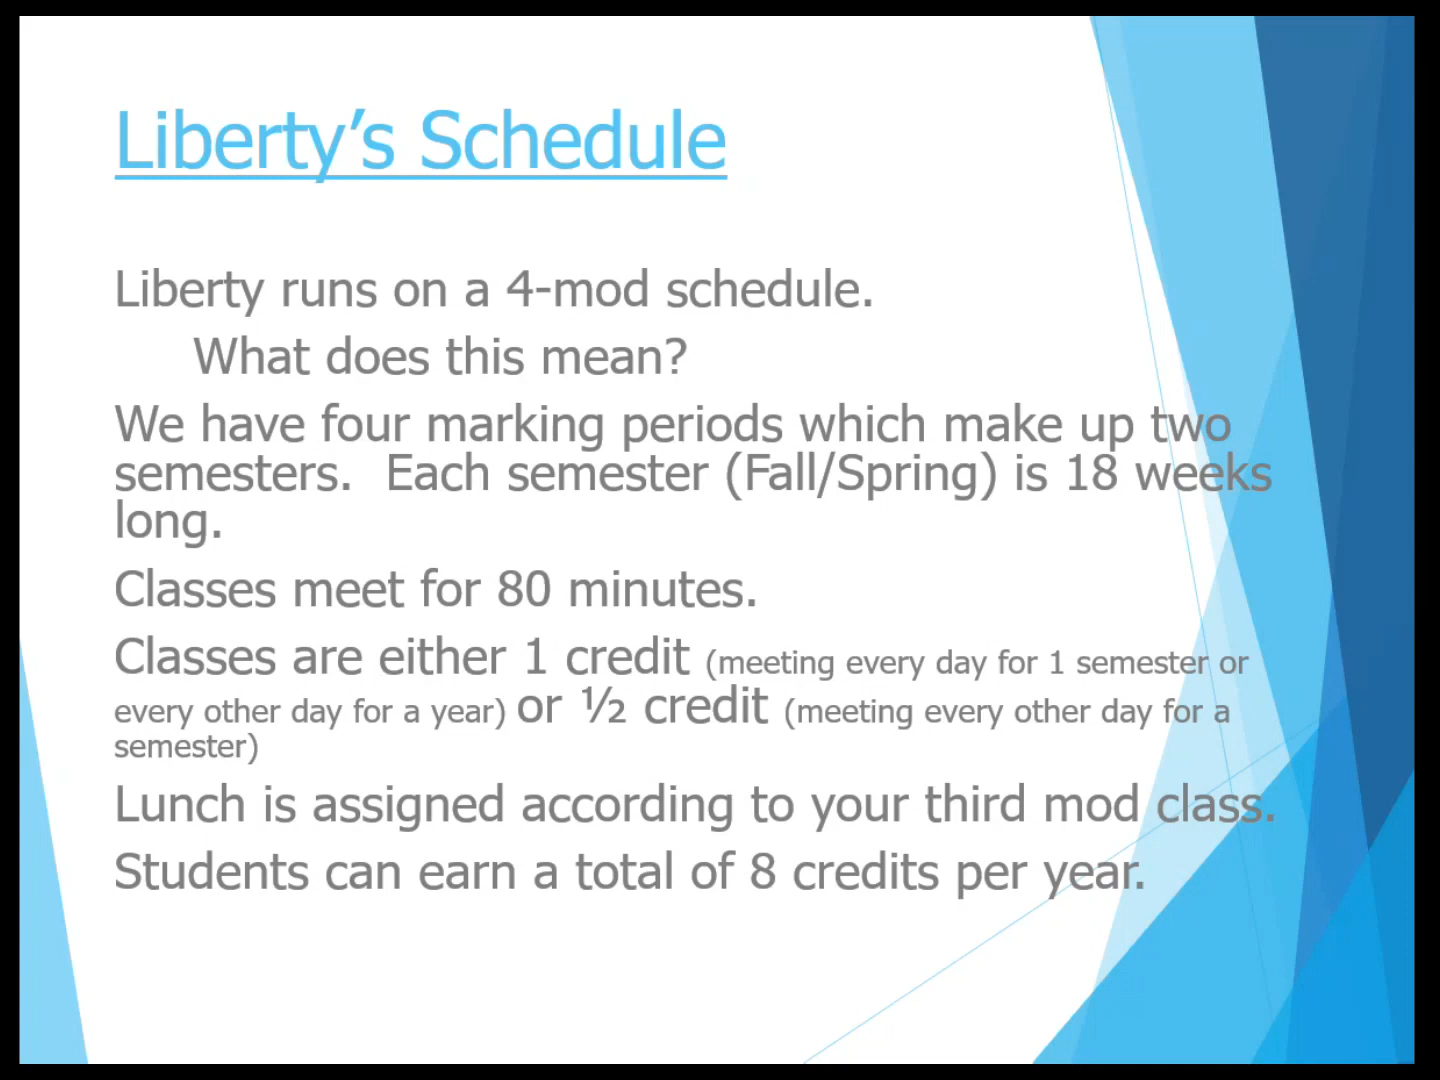 Liberty’s Schedule
Liberty runs on a 4-mod schedule.
What does this mean?
We have four marking periods which make up two
semesters.  Each semester (Fall/Spring) is 18 weeks
long.
Classes meet for 80 minutes.
Classes are either 1 credit (meeting every day for 1 semester or
every other day for a year) or ½ credit (meeting every other day for a
semester)
Lunch is assigned according to your third mod class.
Students can earn a total of 8 credits per year.